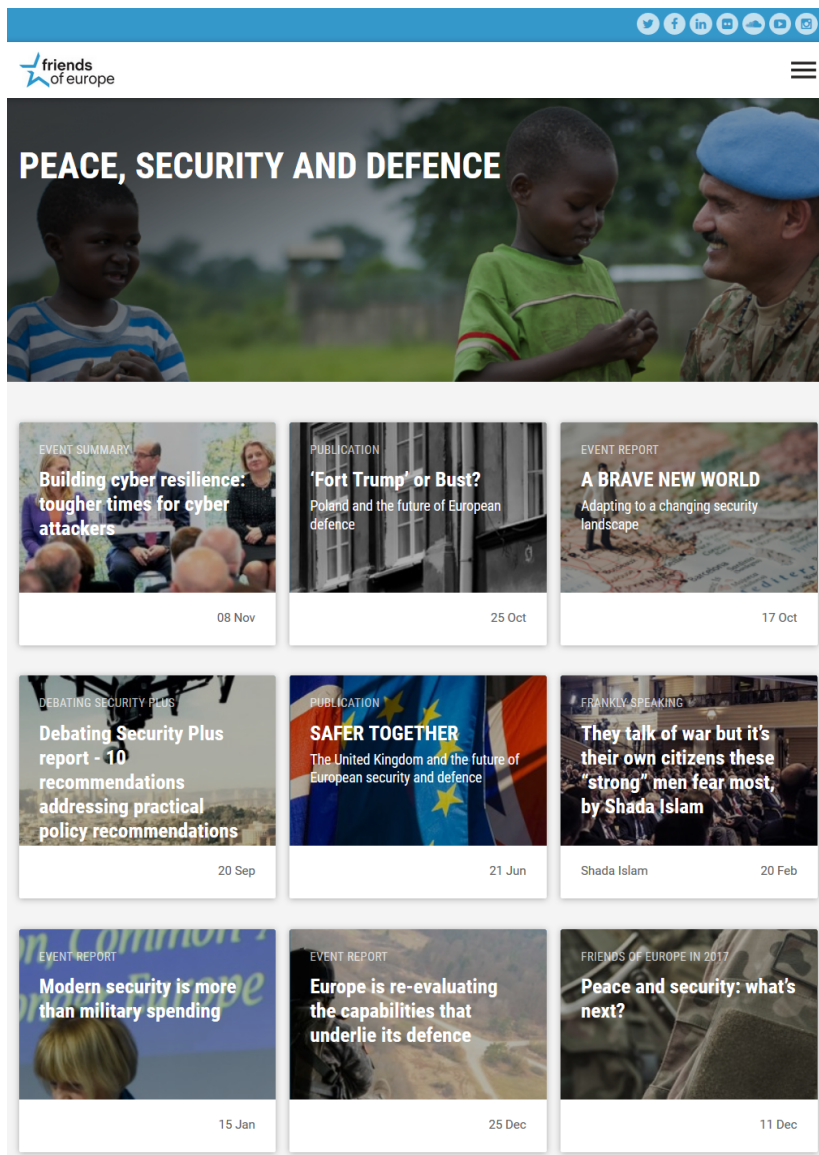 friends
of europe
PEACE, SECURITY AND DEFENCE
EVENT SUMMARY
Building cyber resilience:
tougher times for cyber
attackers
08 Nov
PUBLICATION
‘Fort Trump’ or Bust?
Poland and the future of European
defence
25 Oct
EVENT REPORT
A BRAVE NEW WORLD
Adapting to a changing security
landscape
17 Oct
DEBATING SECURITY PLUS
Debating Security Plus
report - 10
recommendations
addressing practical
policy recommendations
20 Sep
PUBLICATION
SAFER TOGETHER
The United Kingdom and the future of
European security and defence
21 Jun
FRANKLY SPEAKING
They talk of war but it’s
their own citizens these
“strong” men fear most,
by Shada Islam
Shada Islam 20 Feb
EVENT REPORT
Modern security is more
than military spending
15 Jan
EVENT REPORT
Europe is re-evaluating
the capabilities that
underlie its defence
25 Dec
FRIENDS OF EUROPE IN 2017
Peace and security: what’s
next?
11 Dec